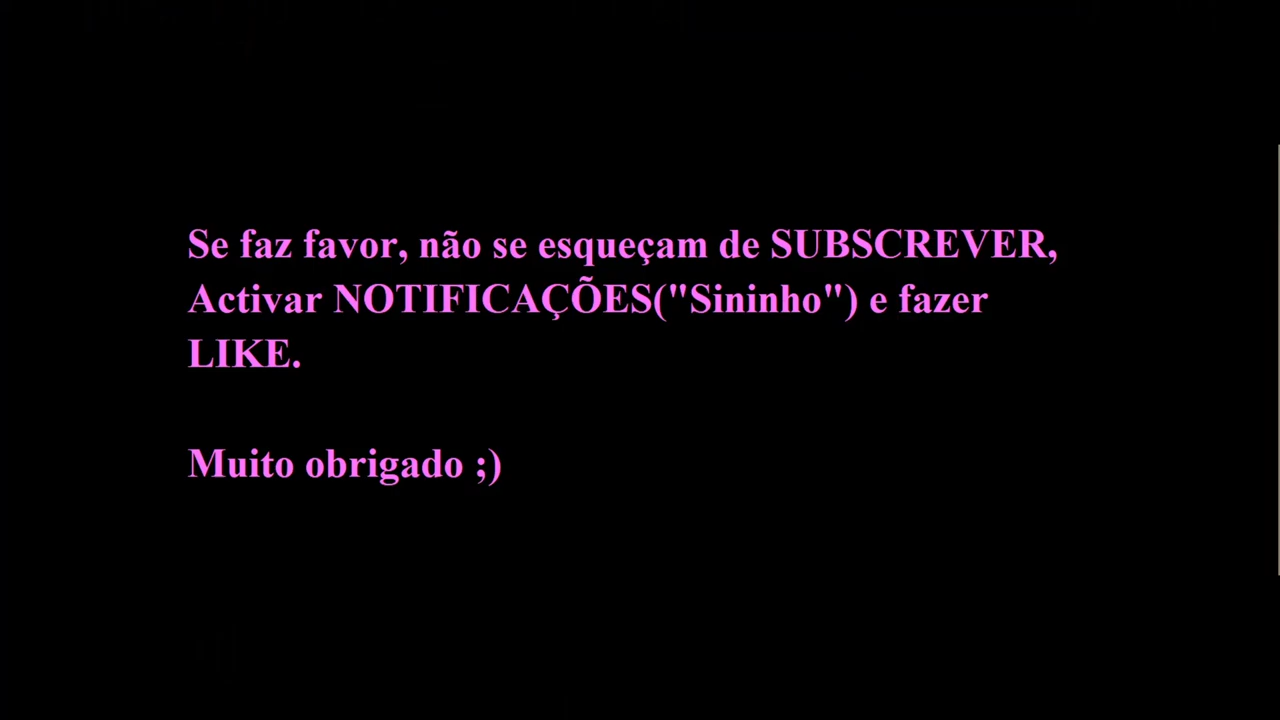 Se faz favor, não se esqueçam de SUBSCREVER,
Activar NOTIFICAÇÕES("Sininho") e fazer
LIKE.
Muito obrigado ;)